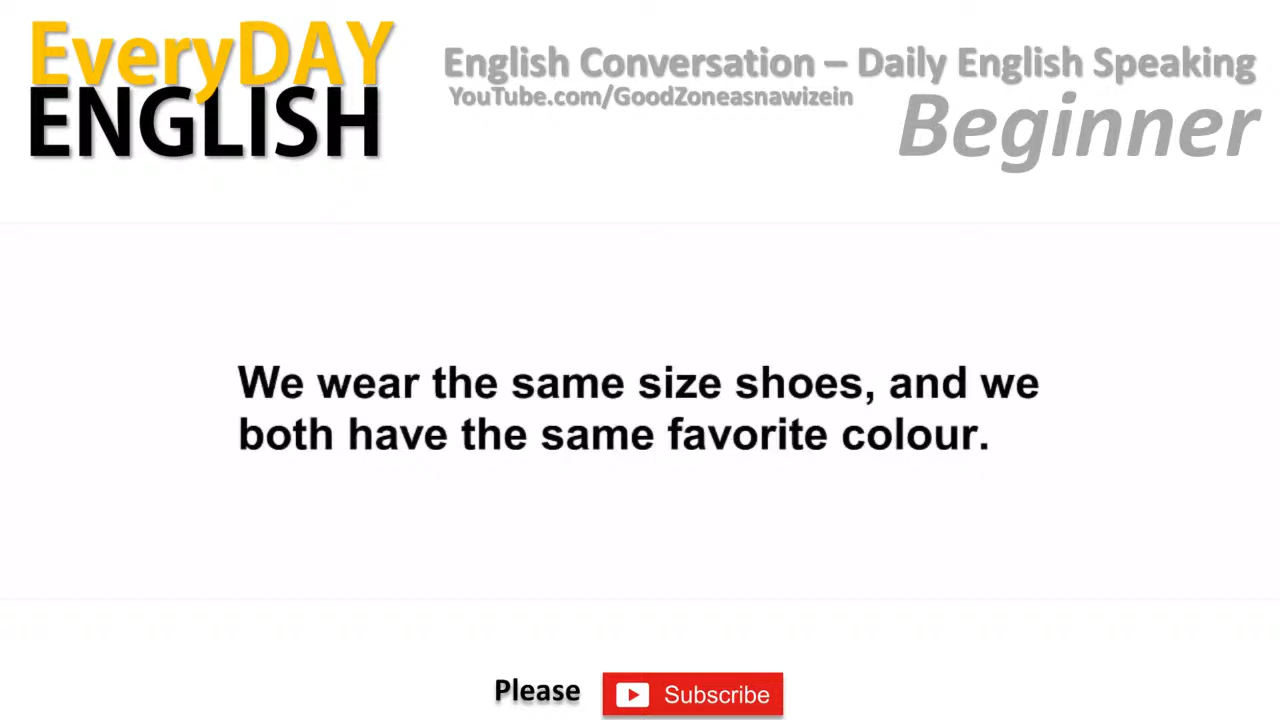 EveryDAY
ENGLISH
English Conversation – Daily English Speaking
YouTube.com/GoodZoneasnawizein
Beginner
We wear the same size shoes, and we
both have the same favorite colour.
Please Subscribe